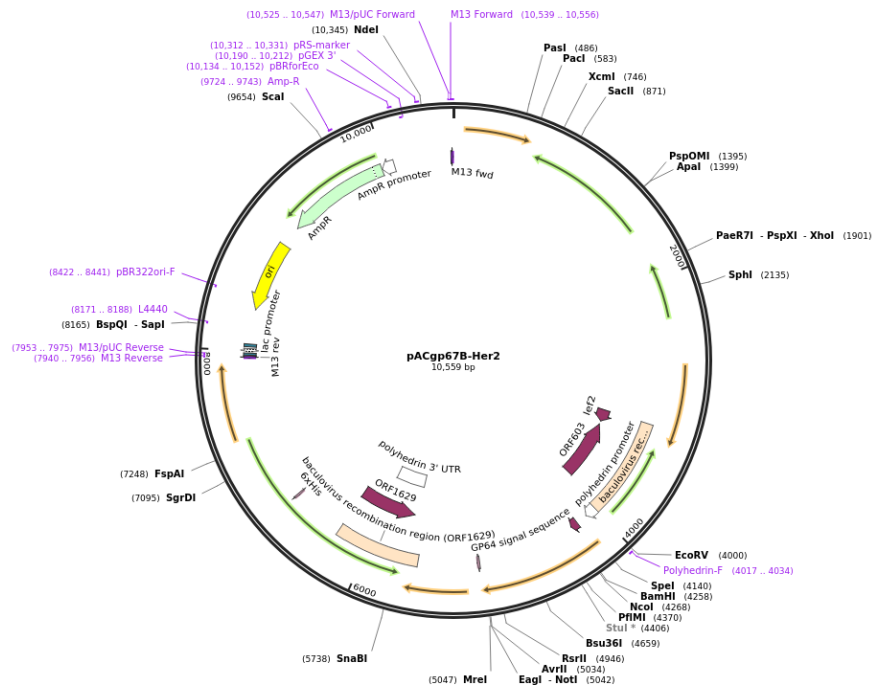 (10,525 .. 10,547) M13/pUC Forward
M13 Forward (10,539 .. 10,556)
(10,345) NdeI
(10,312 .. 10,331) pRS-marker
(10,190 .. 10,212) pGEX 3'
(10,134 .. 10,152) pBRforEco
(9724 .. 9743) Amp-R
(9654) ScaI
PasI (486)
PacI (583)
XcmI (746)
SacII (871)
PspOMI (1395)
ApaI (1399)
PaeR7I - PspXI - XhoI (1901)
SphI (2135)
10,000
2000
4000
6000
8000
AmpR promoter
AmpR
M13 fwd
ori
lac promoter
M13 rev
(8422 .. 8441) pBR322ori-F
(8171 .. 8188) L4440
(8165) BspQI - SapI
(7953 .. 7975) M13/pUC Reverse
(7940 .. 7956) M13 Reverse
pACgp67B-Her2
10,559 bp
lef2
ORF603
polyhedrin promoter
baculovirus rec...
polyhedrin 3' UTR
ORF1629
6xHis
baculovirus recombination region (ORF1629)
GP64 signal sequence
(7248) FspAI
(7095) SgrDI
EcoRV (4000)
Polyhedrin-F (4017 .. 4034)
SpeI (4140)
BamHI (4258)
NcoI (4268)
PflMI (4370)
StuI * (4406)
Bsu36I (4659)
RsrII (4946)
AvrII (5034)
EagI - NotI (5042)
(5047) MreI
(5738) SnaBI